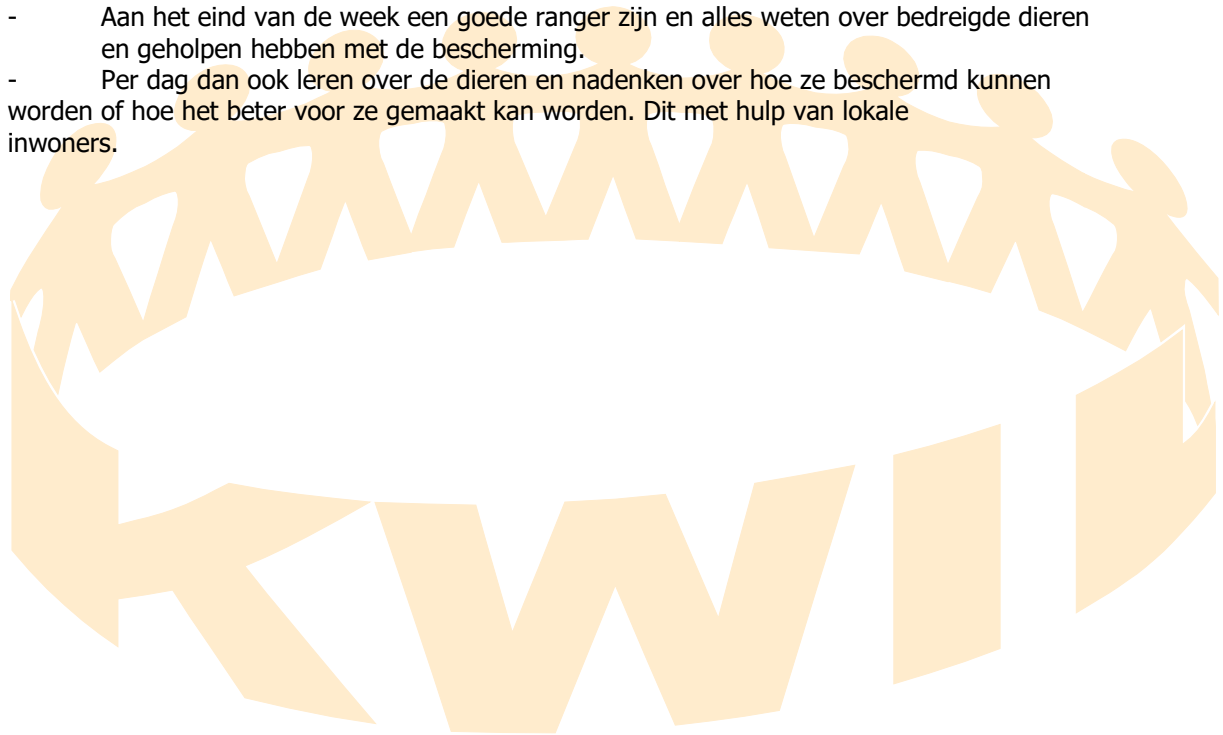 - Aan het eind van de week een goede ranger zijn en alles weten over bedreigde dieren
en geholpen hebben met de bescherming.
- Per dag dan ook leren over de dieren en nadenken over hoe ze beschermd kunnen
worden of hoe het beter voor ze gemaakt kan worden. Dit met hulp van lokale
inwoners.
KWIL